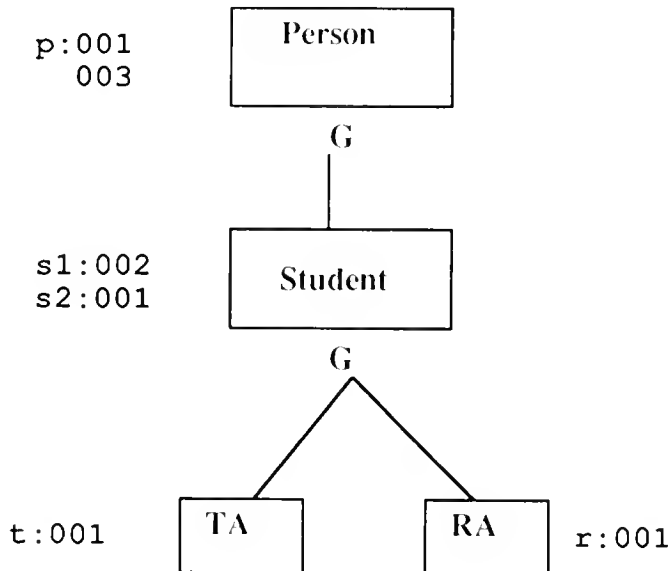 Person
p:001
003
G
s1:002
s2:001
Student
G
t:001
TA
RA
r:001